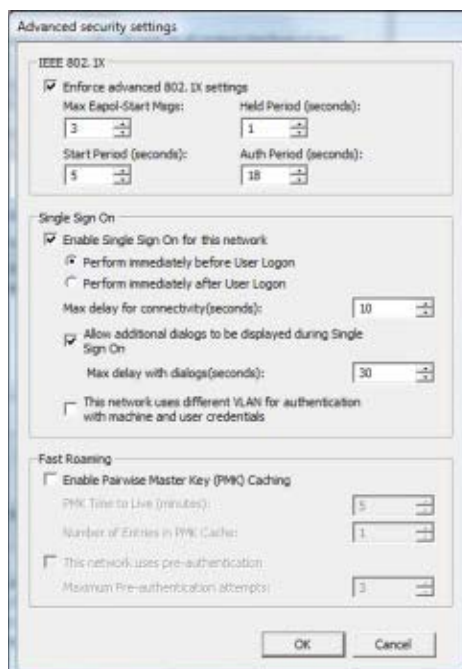 Advanced security settings
IEEE 802.1X
Enforce advanced 802.1X settings
Max Eapol-Start Msgs: Held Period (seconds):
3 1
Start Period (seconds): Auth Period (seconds):
5 18
Single Sign On
Enable Single Sign On for this network
Perform immediately before User Logon
Perform immediately after User Logon
Max delay for connectivity(seconds): 10
Allow additional dialogs to be displayed during Single
Sign On
Max delay with dialogs(seconds): 30
This network uses different VLAN for authentication
with machine and user credentials
Fast Roaming
Enable Pairwise Master Key (PMK) Caching
PMK Time to Live (minutes): 5
Number of Entries in PMK Cache: 1
This network uses pre-authentication
Maximum Pre-authentication attempts: 3
OK Cancel